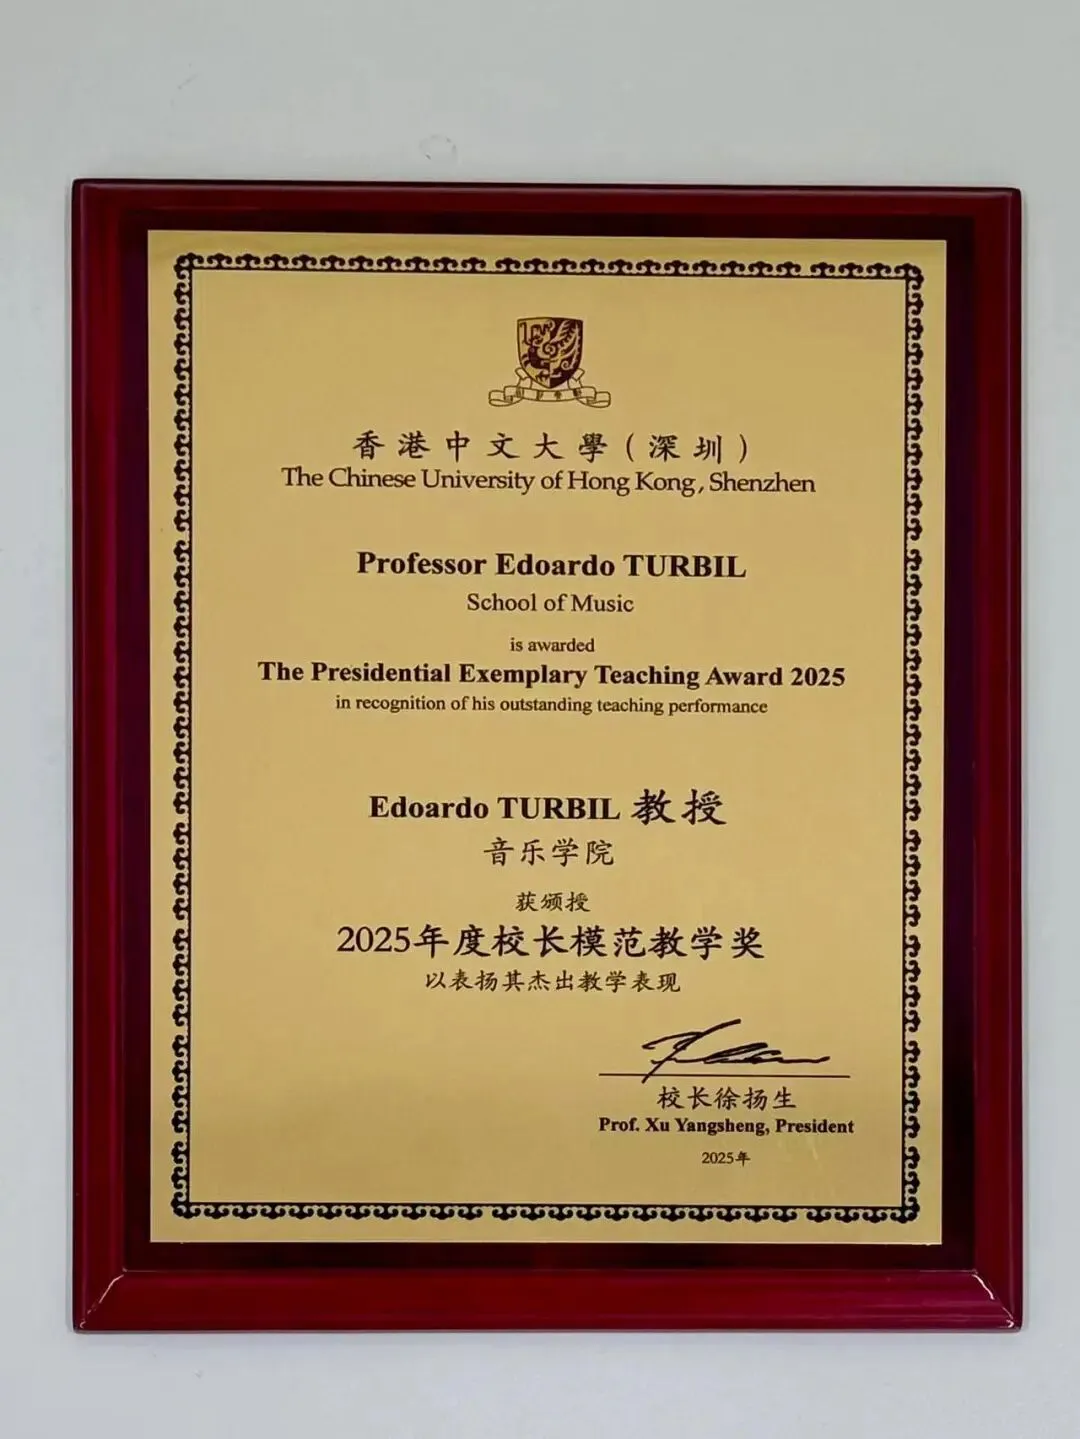 香港中文大學（深圳）
The Chinese University of Hong Kong, Shenzhen
Professor Edoardo TURBIL
School of Music
is awarded
The Presidential Exemplary Teaching Award 2025
in recognition of his outstanding teaching performance
Edoardo TURBIL 教授
音乐学院
获颁授
2025年度校长模范教学奖
以表扬其杰出教学表现
校长徐扬生
Prof. Xu Yangsheng, President
2025年